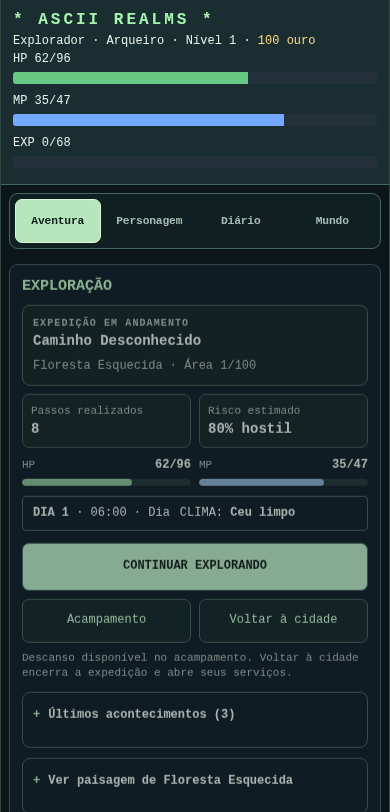 * ASCII REALMS *
Explorador · Arqueiro · Nível 1 · 100 ouro
HP 62/96
MP 35/47
EXP 0/68
Aventura Personagem Diário Mundo
EXPLORAÇÃO
EXPEDIÇÃO EM ANDAMENTO
Caminho Desconhecido
Floresta Esquecida · Área 1/100
Passos realizados
8
Risco estimado
80% hostil
HP 62/96 MP 35/47
DIA 1 · 06:00 · Dia CLIMA: Ceu limpo
CONTINUAR EXPLORANDO
Acampamento Voltar à cidade
Descanso disponível no acampamento. Voltar à cidade
encerra a expedição e abre seus serviços.
+ Últimos acontecimentos (3)
+ Ver paisagem de Floresta Esquecida